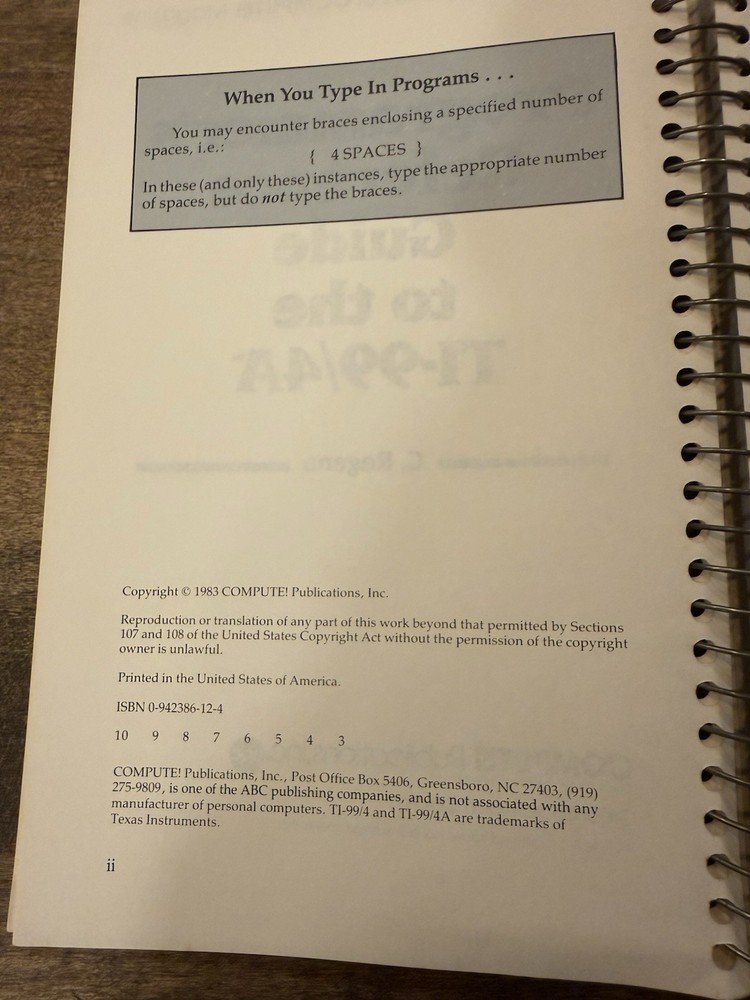 When You Type In Programs . . .
You may encounter braces enclosing a specified number of
spaces, i.e.:
{ 4 SPACES }
In these (and only these) instances, type the appropriate number
of spaces, but do not type the braces.
Guide
to the
TI-99/4A
C. Regena
Copyright © 1983 COMPUTE! Publications, Inc.
Reproduction or translation of any part of this work beyond that permitted by Sections
107 and 108 of the United States Copyright Act without the permission of the copyright
owner is unlawful.
Printed in the United States of America.
ISBN 0-942386-12-4
10 9 8 7 6 5 4 3
COMPUTE! Publications, Inc., Post Office Box 5406, Greensboro, NC 27403, (919)
275-9809, is one of the ABC publishing companies, and is not associated with any
manufacturer of personal computers. TI-99/4 and TI-99/4A are trademarks of
Texas Instruments.
ii